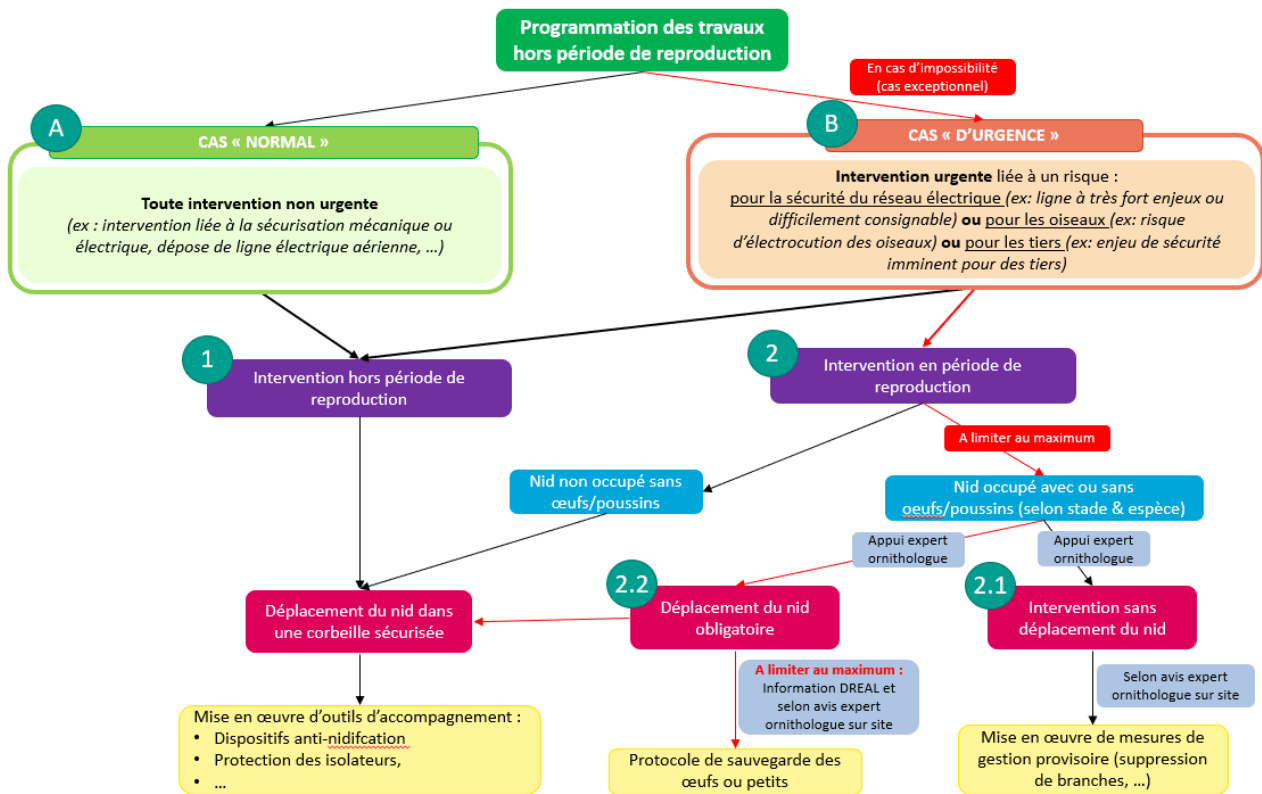 Programmation des travaux
hors période de reproduction
En cas d'impossibilité
(cas exceptionnel)
A
CAS « NORMAL »
Toute intervention non urgente
(ex : intervention liée à la sécurisation mécanique ou
électrique, dépose de ligne électrique aérienne, …)
B
CAS « D'URGENCE »
Intervention urgente liée à un risque :
pour la sécurité du réseau électrique (ex: ligne à très fort enjeux ou
difficilement consignable) ou pour les oiseaux (ex: risque
d'électrocution des oiseaux) ou pour les tiers (ex: enjeu de sécurité
imminent pour des tiers)
1
Intervention hors période de
reproduction
2
Intervention en période de
reproduction
A limiter au maximum
Nid non occupé sans
œufs/poussins
Nid occupé avec ou sans
oeufs/poussins (selon stade & espèce)
Appui expert
ornithologue
Appui expert
ornithologue
Déplacement du nid dans
une corbeille sécurisée
2.2
Déplacement du nid
obligatoire
2.1
Intervention sans
déplacement du nid
A limiter au maximum :
Information DREAL et
selon avis expert
ornithologue sur site
Selon avis expert
ornithologue sur site
Mise en œuvre d'outils d'accompagnement :
• Dispositifs anti-nidifcation
• Protection des isolateurs,
• …
Protocole de sauvegarde des
œufs ou petits
Mise en œuvre de mesures de
gestion provisoire (suppression
de branches, …)